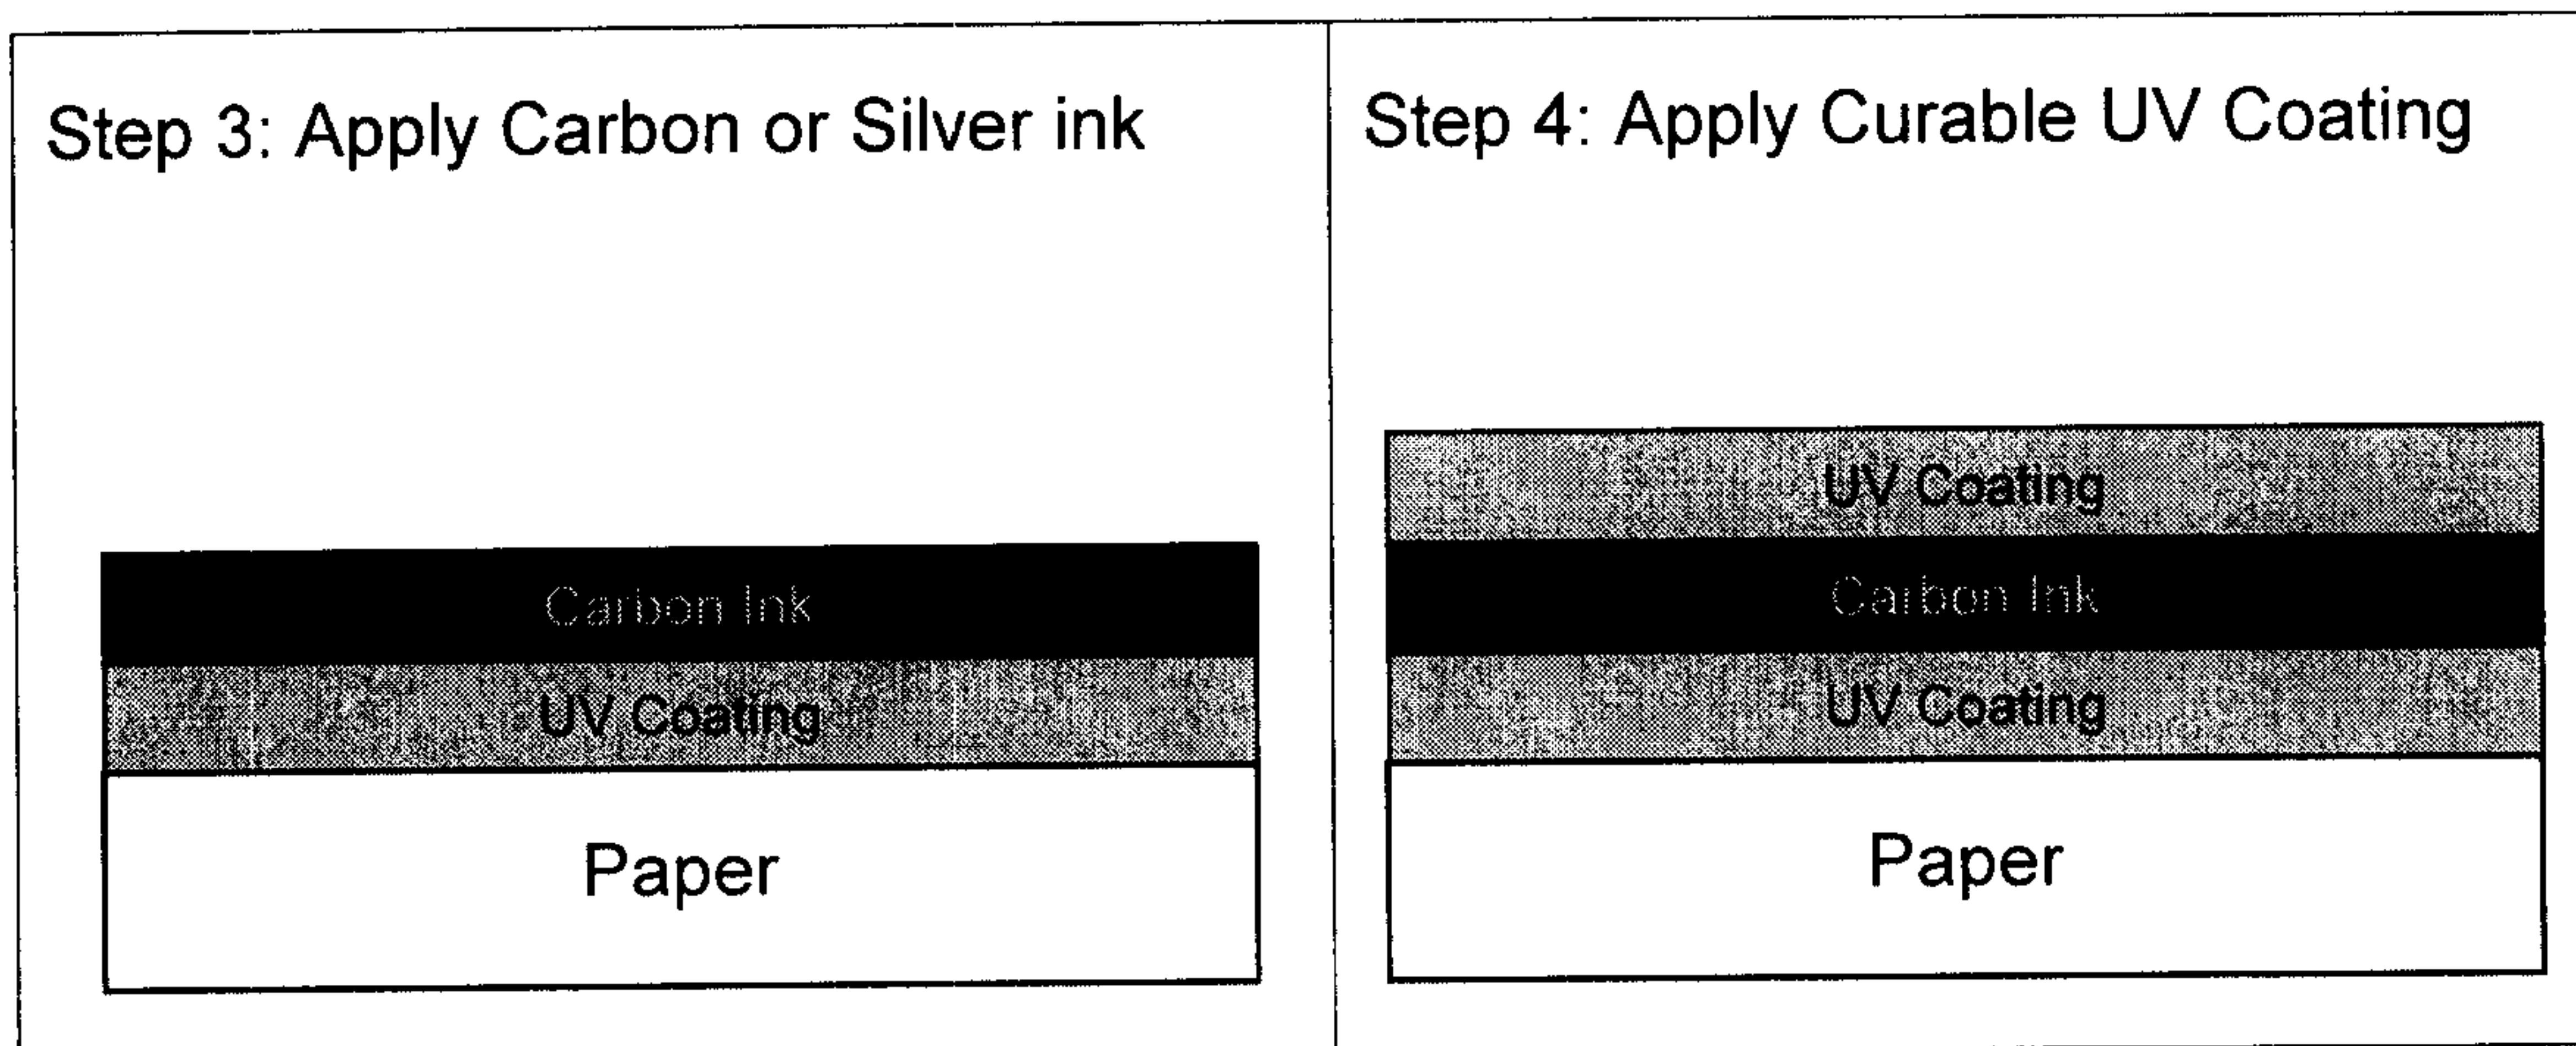 Step 3: Apply Carbon or Silver ink
Carbon Ink
UV Coating
Paper
Step 4: Apply Curable UV Coating
UV Coating
Carbon Ink
UV Coating
Paper